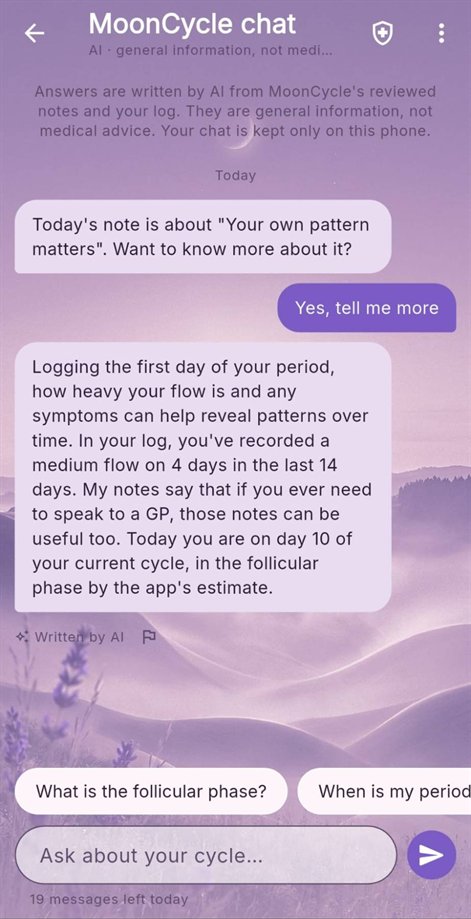 MoonCycle chat
AI · general information, not medi...
Answers are written by AI from MoonCycle's reviewed
notes and your log. They are general information, not
medical advice. Your chat is kept only on this phone.
Today
Today's note is about "Your own pattern
matters". Want to know more about it?
Yes, tell me more
Logging the first day of your period,
how heavy your flow is and any
symptoms can help reveal patterns over
time. In your log, you've recorded a
medium flow on 4 days in the last 14
days. My notes say that if you ever need
to speak to a GP, those notes can be
useful too. Today you are on day 10 of
your current cycle, in the follicular
phase by the app's estimate.
Written by AI
What is the follicular phase?
When is my period
Ask about your cycle...
19 messages left today